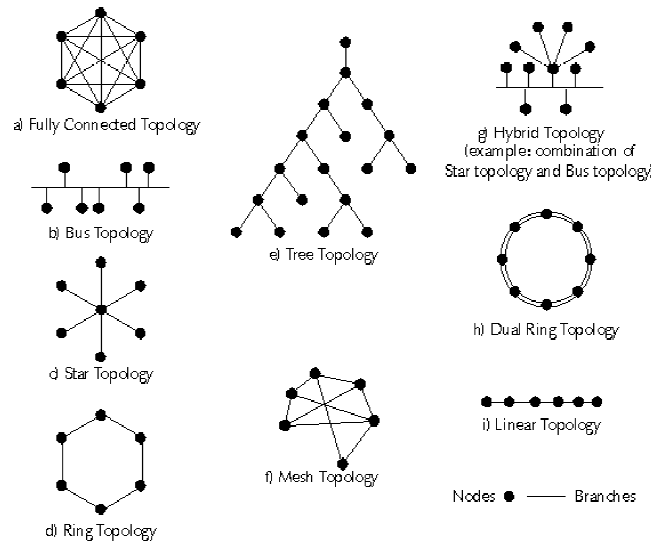 a) Fully Connected Topology
b) Bus Topology
c) Star Topology
d) Ring Topology
e) Tree Topology
f) Mesh Topology
g) Hybrid Topology
(example: combination of
Star topology and Bus topology)
h) Dual Ring Topology
i) Linear Topology
Nodes
Branches